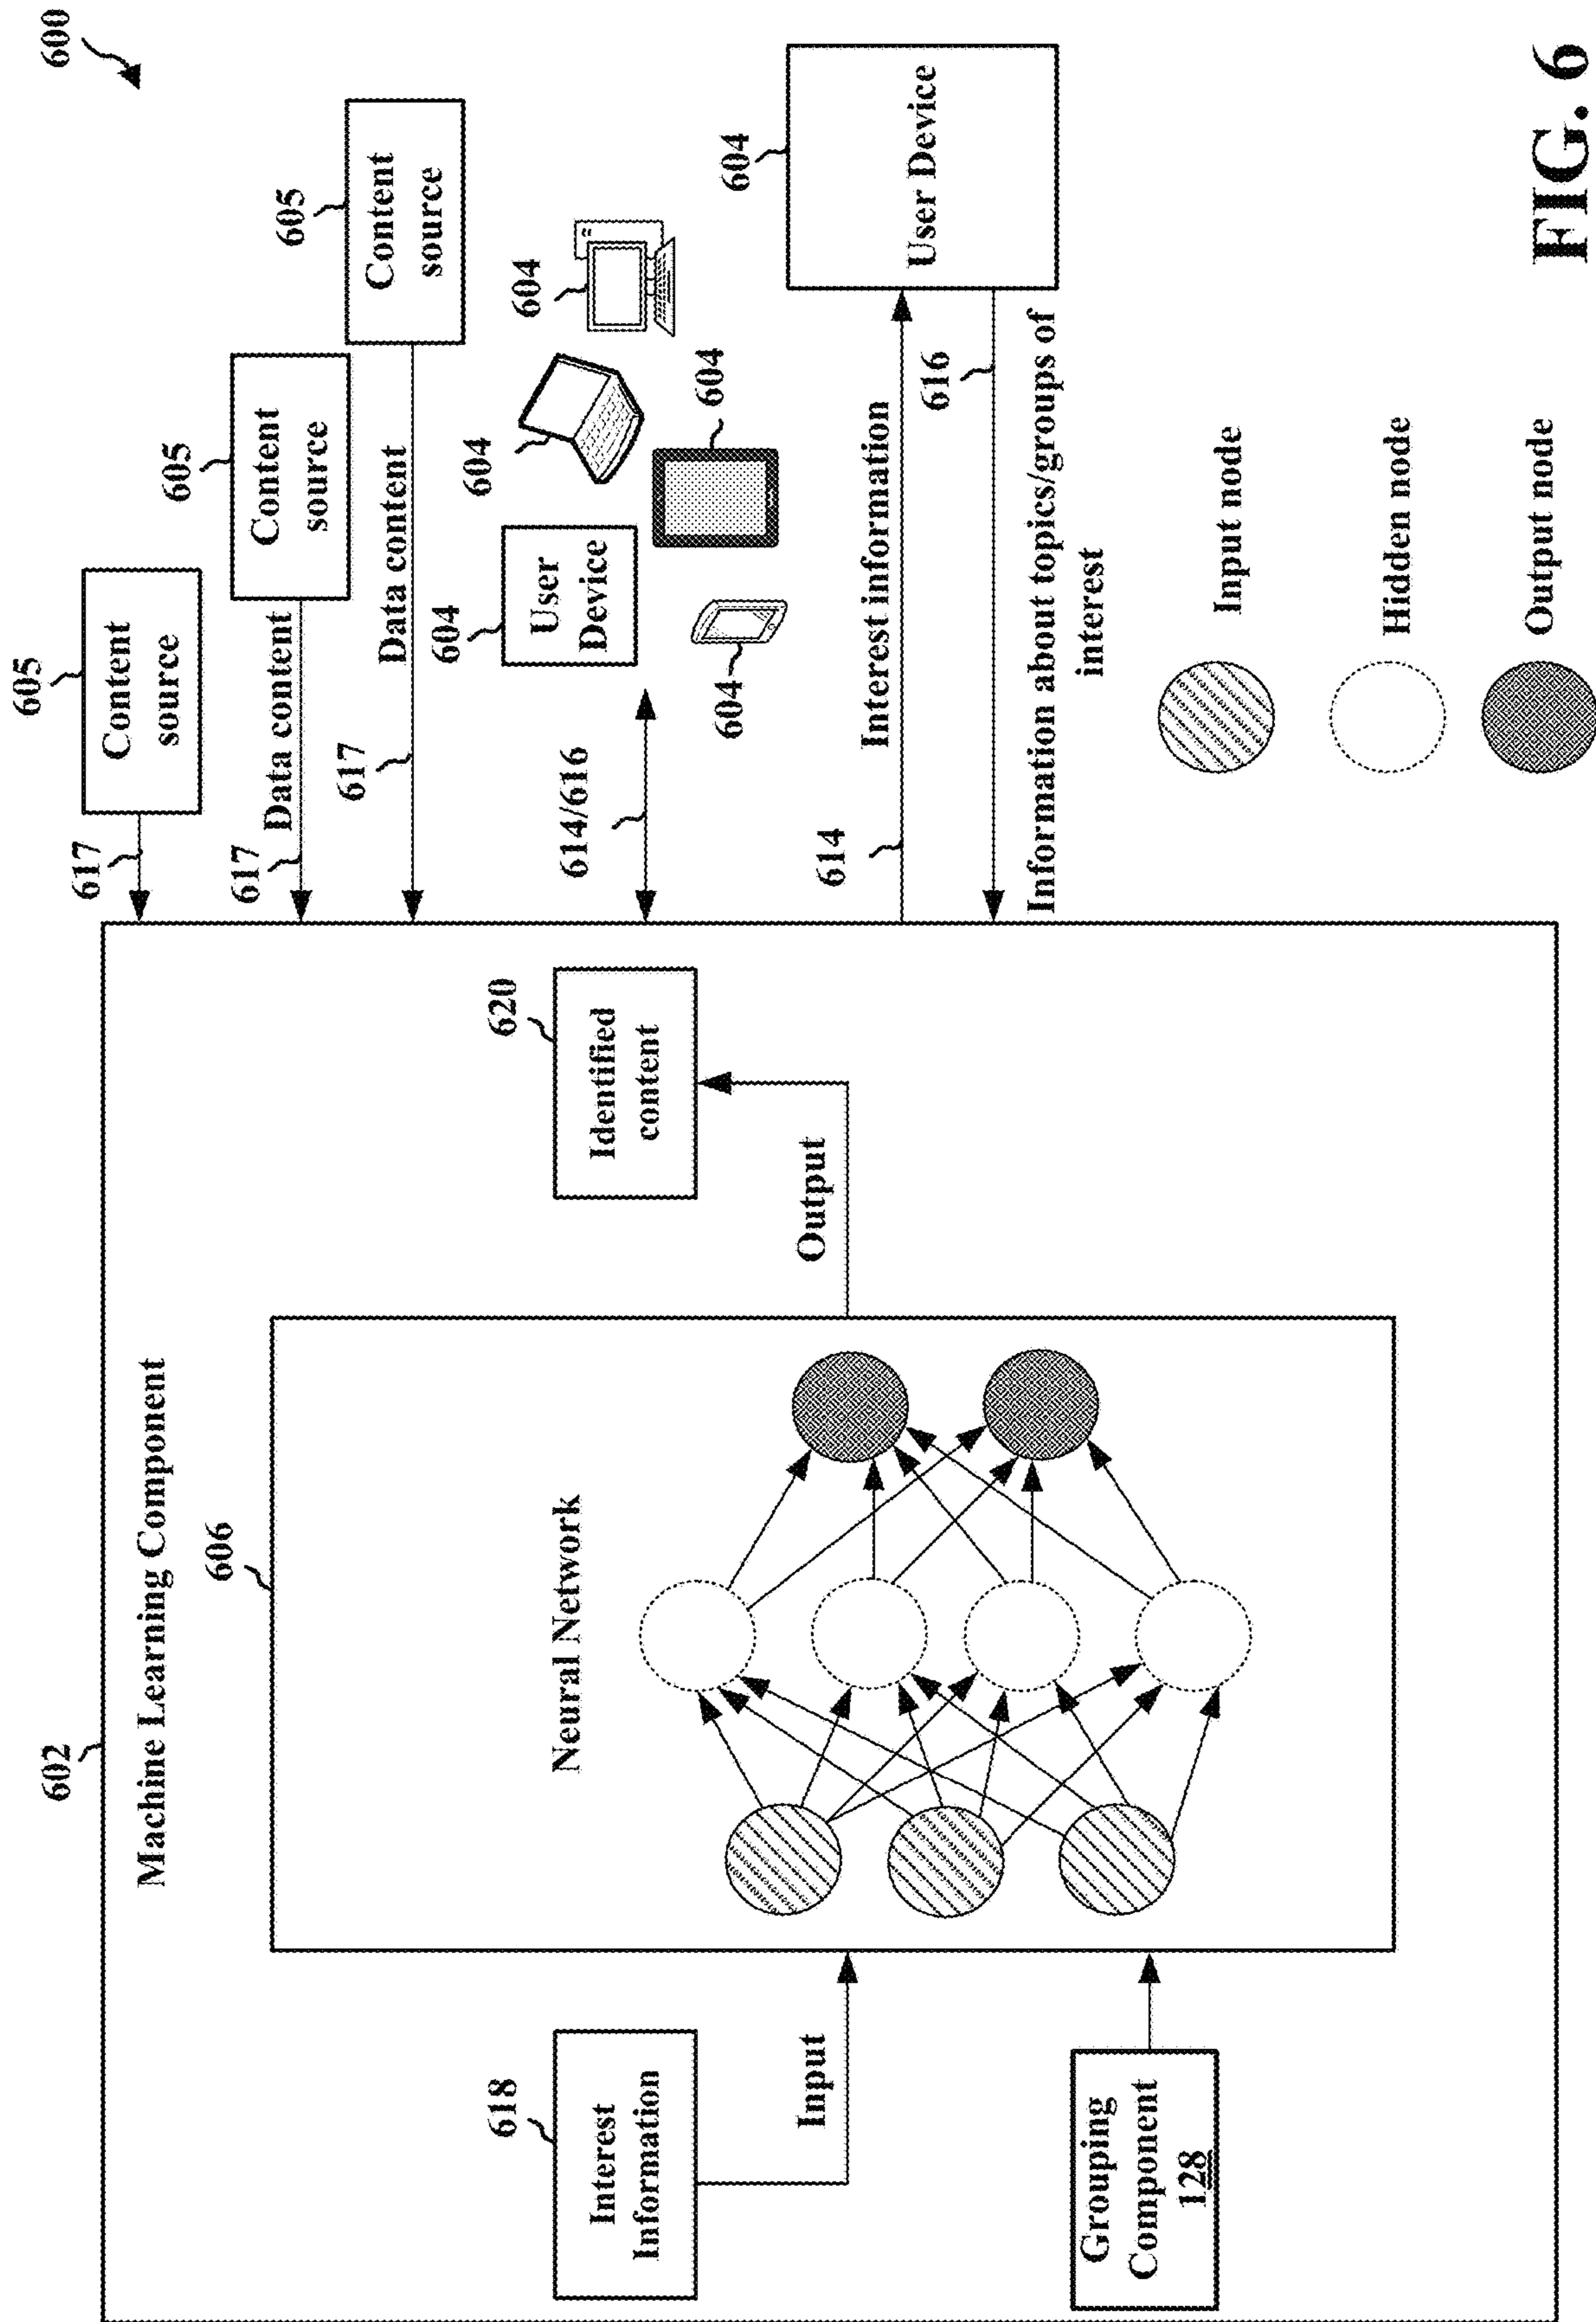 600
602
Machine Learning Component
606
Neural Network
618
Interest
Information
Input
Grouping
Component
128
Output
620
Identified
content
605
Content
source
617
605
Content
source
Data content
617
605
Content
source
Data content
617
604
User
Device
604
604
604
604
614/616
604
User Device
Interest information
614
616
Information about topics/groups of
interest
Input node
Hidden node
Output node
FIG. 6